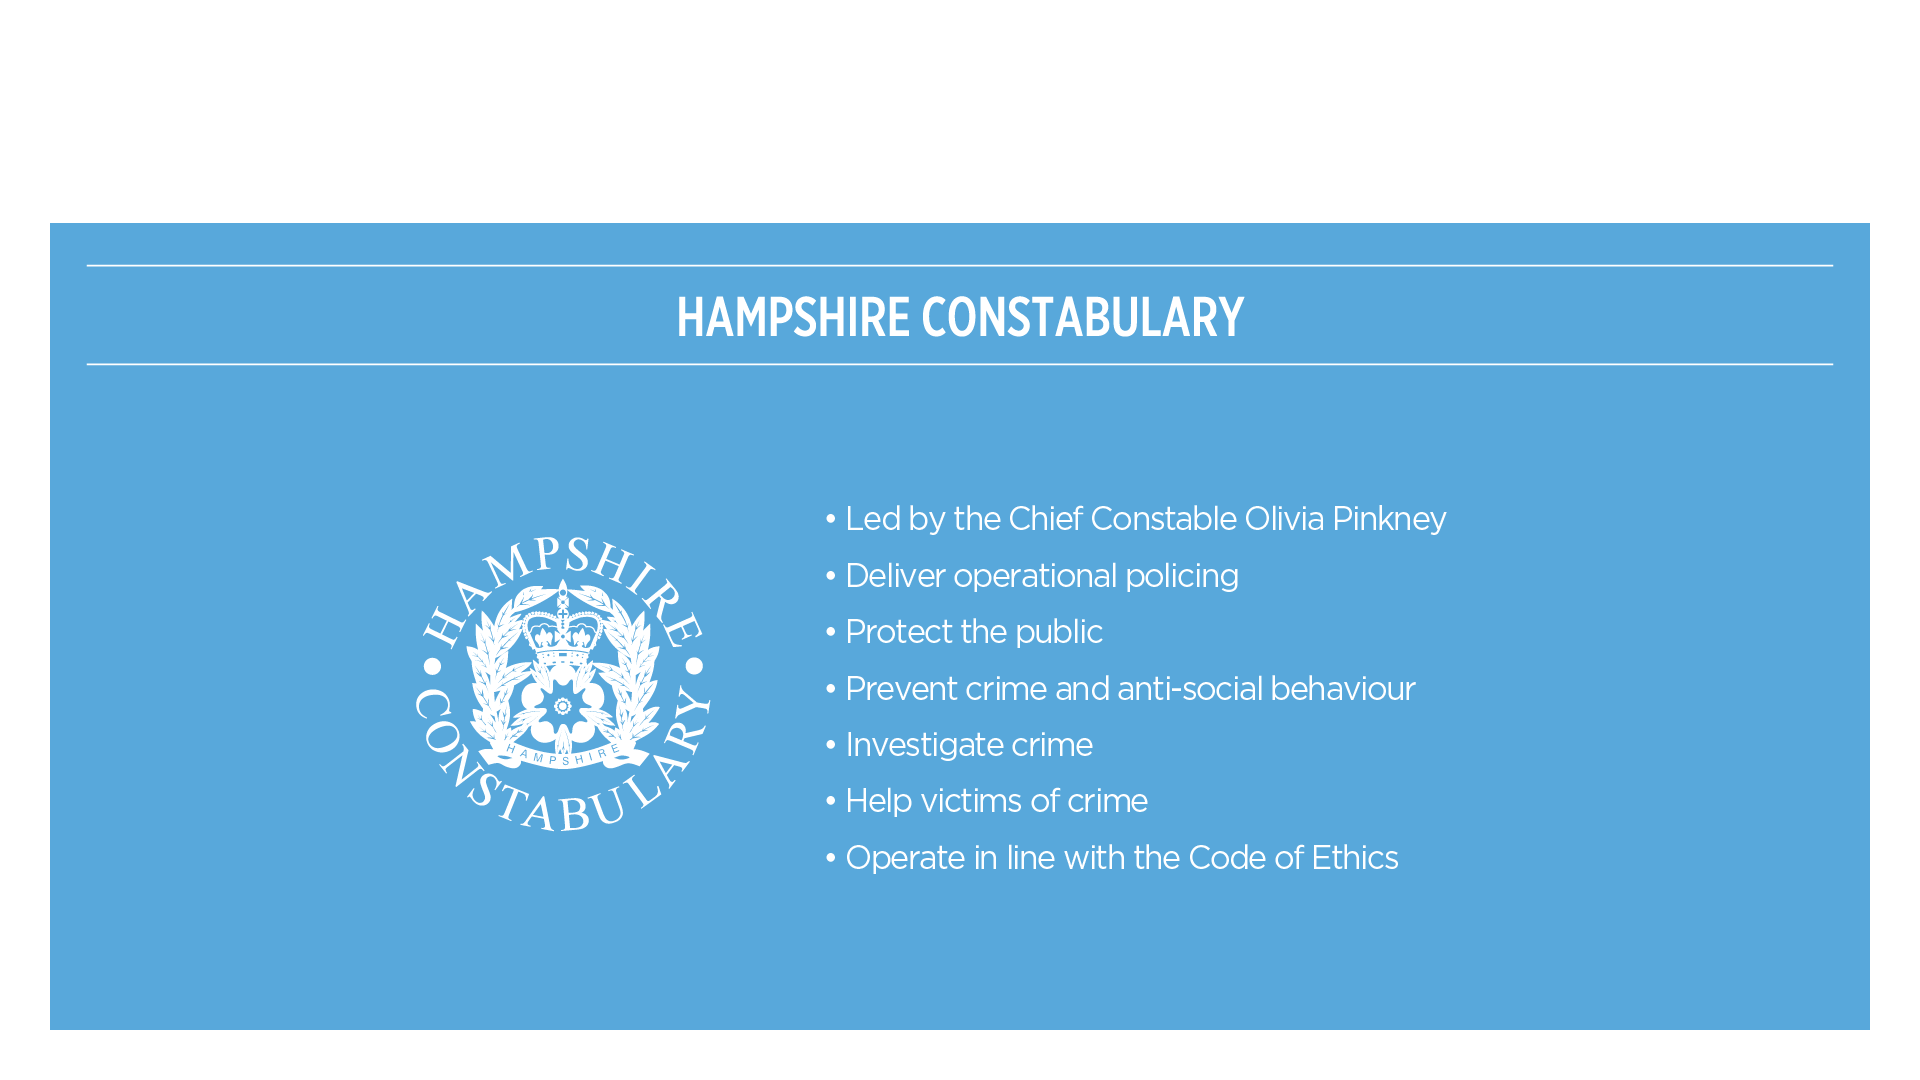 HAMPSHIRE CONSTABULARY
HAMPSHIRE
CONSTABULARY
HAMPSHIRE
• Led by the Chief Constable Olivia Pinkney
• Deliver operational policing
• Protect the public
• Prevent crime and anti-social behaviour
• Investigate crime
• Help victims of crime
• Operate in line with the Code of Ethics